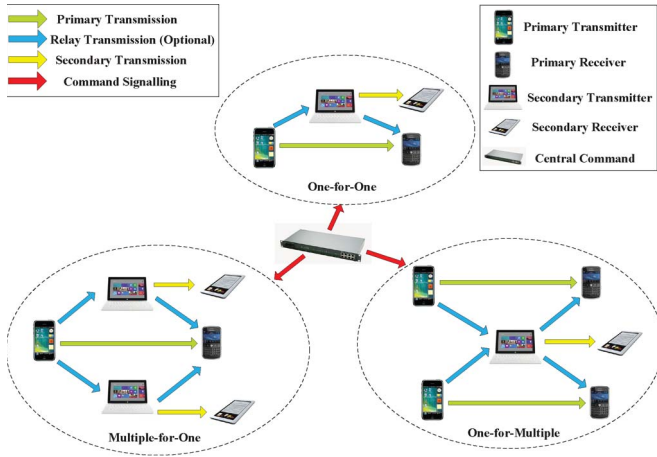 Primary Transmission
Relay Transmission (Optional)
Secondary Transmission
Command Signalling
Primary Transmitter
Primary Receiver
Secondary Transmitter
Secondary Receiver
Central Command
One-for-One
Multiple-for-One
One-for-Multiple